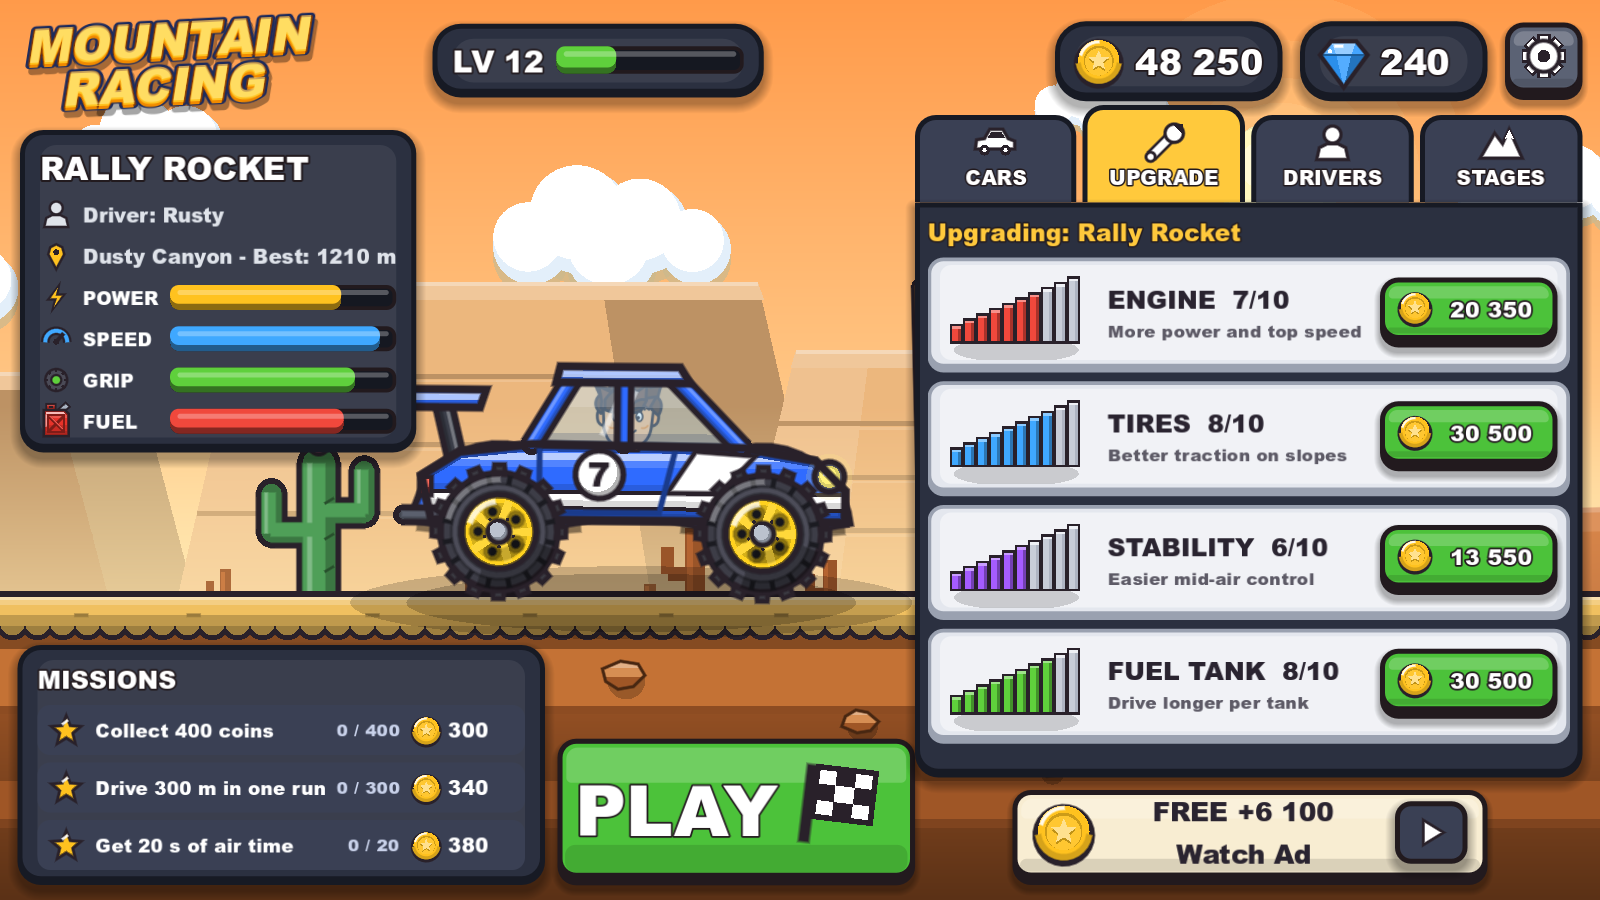 MOUNTAIN
RACING
LV 12
48 250
240
RALLY ROCKET
Driver: Rusty
Dusty Canyon - Best: 1210 m
POWER
SPEED
GRIP
FUEL
CARS
UPGRADE
DRIVERS
STAGES
Upgrading: Rally Rocket
ENGINE 7/10
More power and top speed
20 350
TIRES 8/10
Better traction on slopes
30 500
STABILITY 6/10
Easier mid-air control
13 550
FUEL TANK 8/10
Drive longer per tank
30 500
7
MISSIONS
Collect 400 coins 0 / 400 300
Drive 300 m in one run 0 / 300 340
Get 20 s of air time 0 / 20 380
PLAY
FREE +6 100
Watch Ad